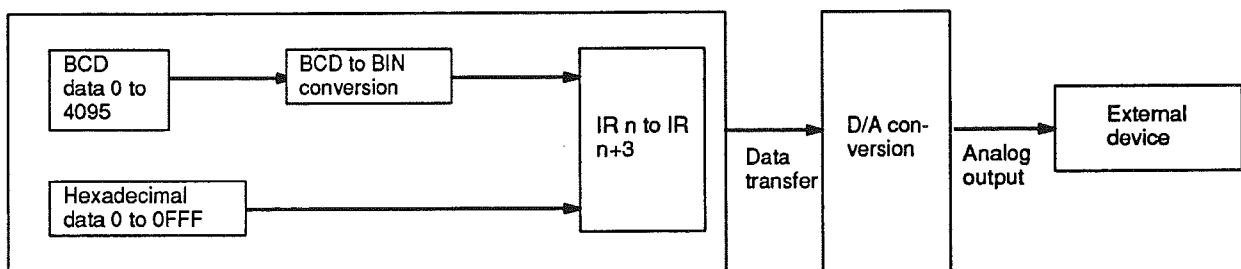 BCD
data 0 to
4095
BCD to BIN
conversion
Hexadecimal
data 0 to 0FFF
IR n to IR
n+3
Data
transfer
D/A con-
version
Analog
output
External
device